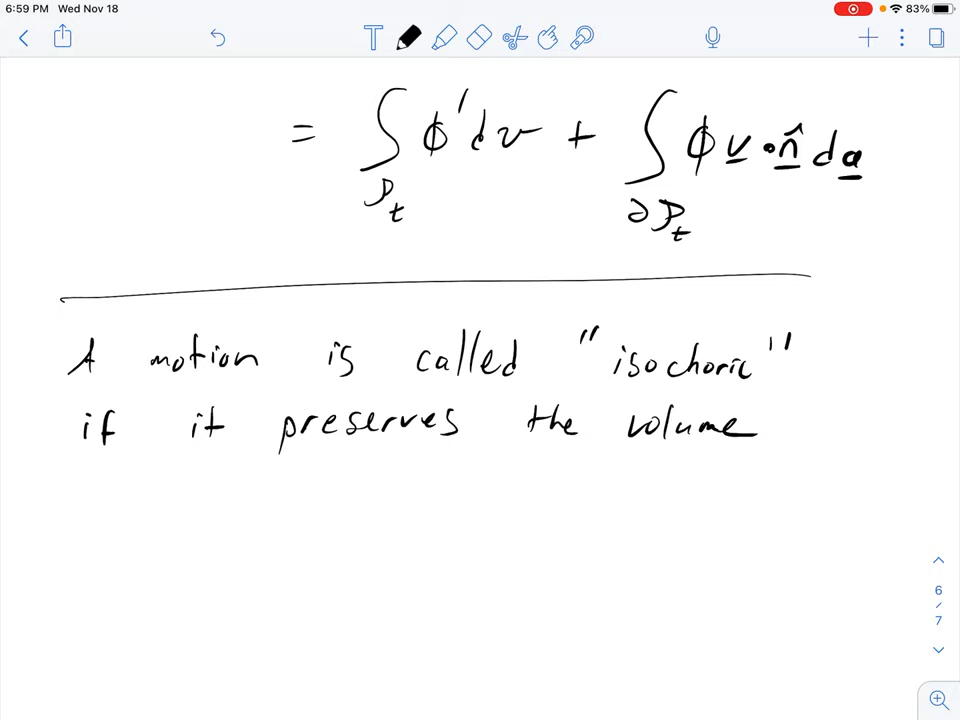 6:59 PM Wed Nov 18
83%
T
= ∫_{P_t} ϕ' dv + ∫_{∂P_t} ϕ v · n̂ da
A motion is called "isochoric"
if it preserves the volume
6
/
7